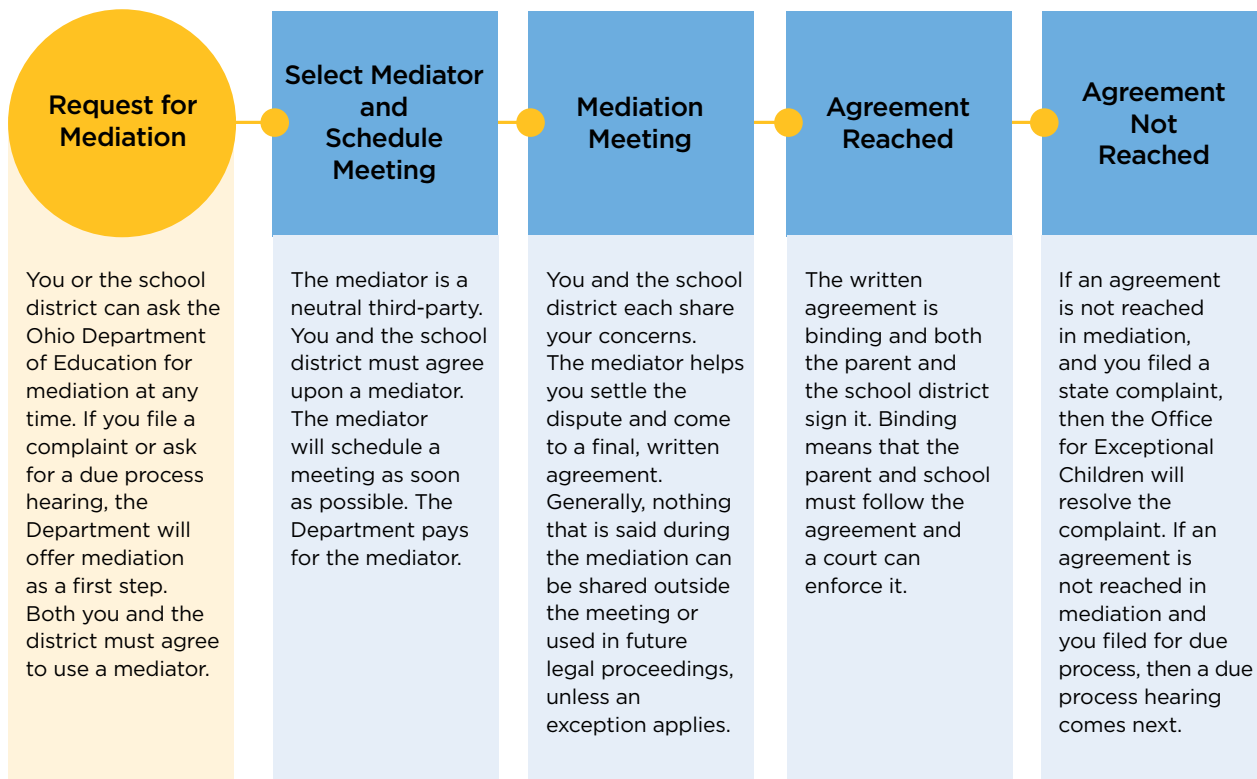 Request for
Mediation
You or the school
district can ask the
Ohio Department
of Education for
mediation at any
time. If you file a
complaint or ask
for a due process
hearing, the
Department will
offer mediation
as a first step.
Both you and the
district must agree
to use a mediator.
Select Mediator
and
Schedule
Meeting
The mediator is a
neutral third-party.
You and the school
district must agree
upon a mediator.
The mediator
will schedule a
meeting as soon
as possible. The
Department pays
for the mediator.
Mediation
Meeting
You and the school
district each share
your concerns.
The mediator helps
you settle the
dispute and come
to a final, written
agreement.
Generally, nothing
that is said during
the mediation can
be shared outside
the meeting or
used in future
legal proceedings,
unless an
exception applies.
Agreement
Reached
The written
agreement is
binding and both
the parent and
the school district
sign it. Binding
means that the
parent and school
must follow the
agreement and
a court can
enforce it.
Agreement
Not
Reached
If an agreement
is not reached
in mediation,
and you filed a
state complaint,
then the Office
for Exceptional
Children will
resolve the
complaint. If an
agreement is
not reached in
mediation and
you filed for due
process, then a due
process hearing
comes next.